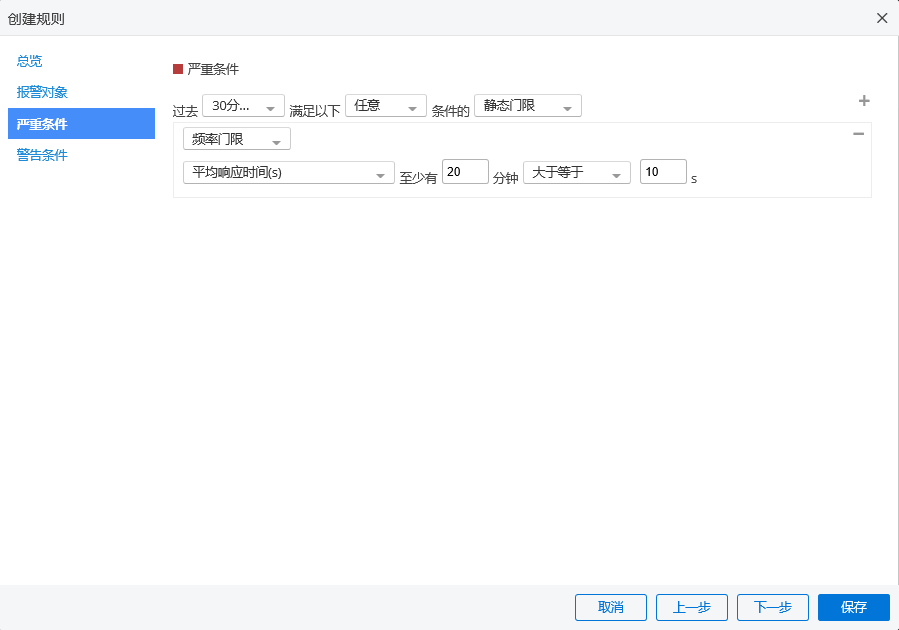 创建规则
总览
报警对象
严重条件
警告条件
严重条件
过去 30分... 满足以下 任意 条件的 静态门限
频率门限
平均响应时间(s) 至少有 20 分钟 大于等于 10 s
取消 上一步 下一步 保存